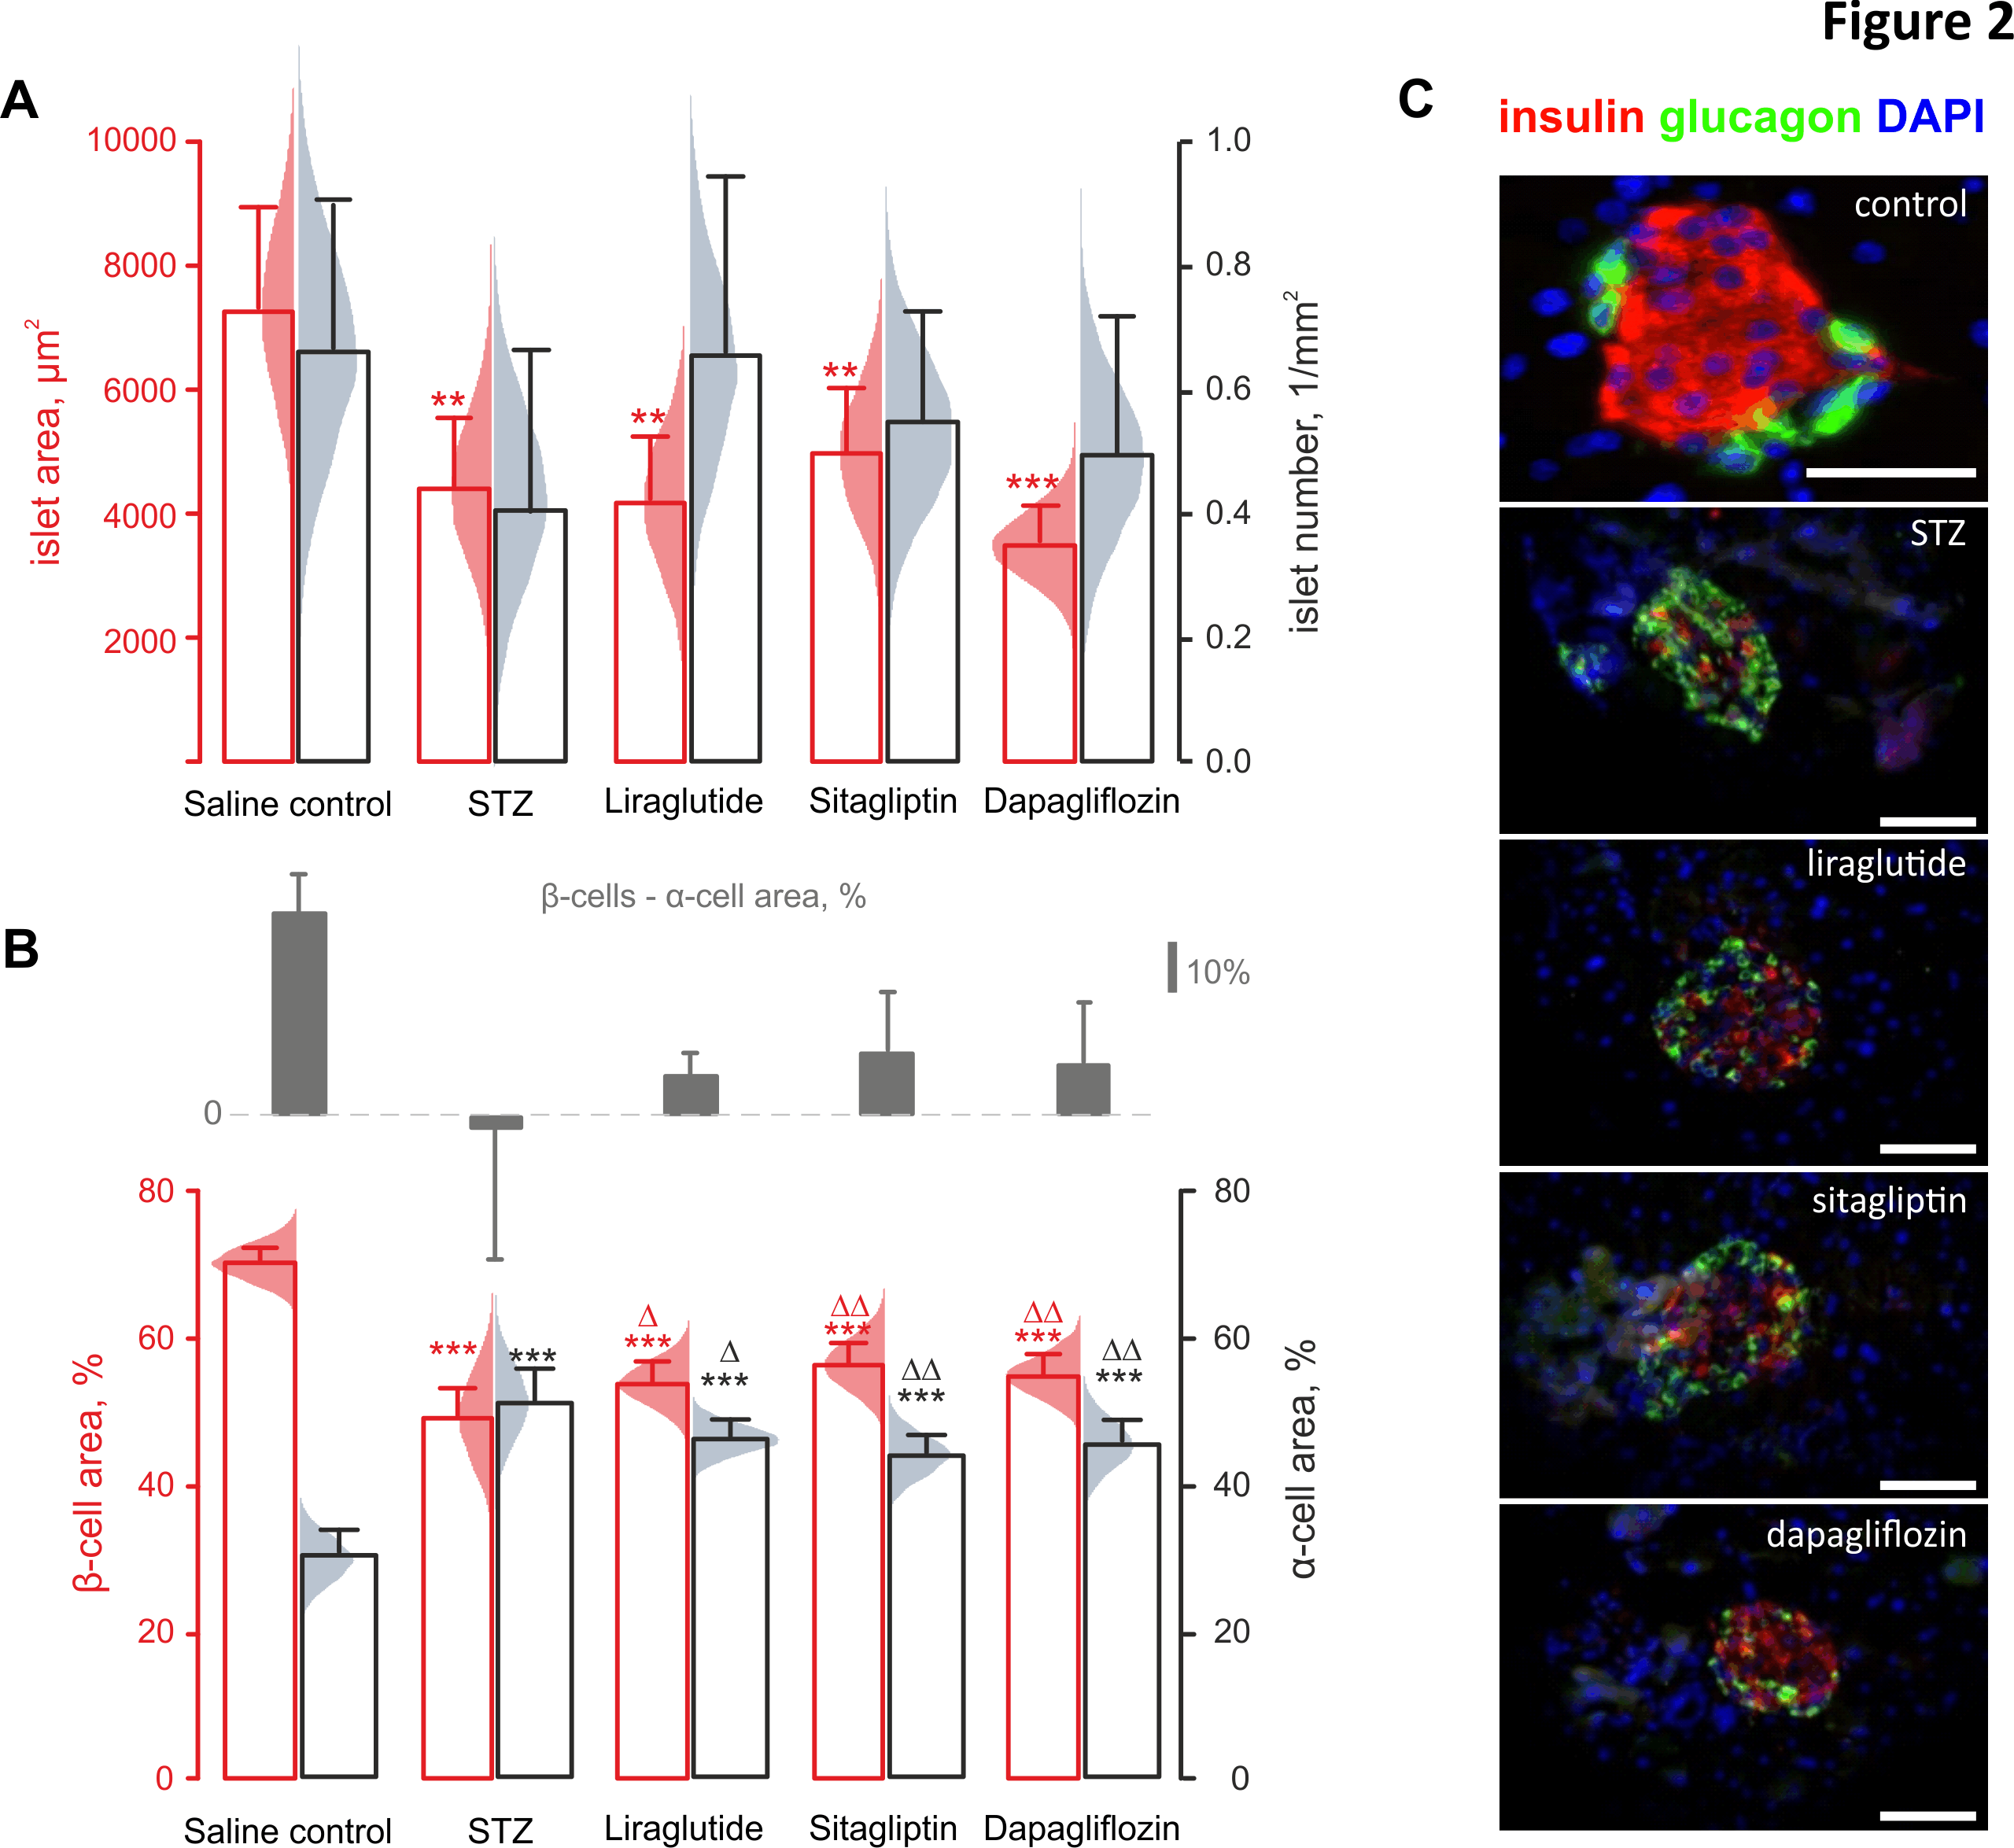 Figure 2
A
10000
8000
6000
4000
2000
islet area, µm²
1.0
0.8
0.6
0.4
0.2
0.0
islet number, 1/mm²
**
**
**
***
Saline control STZ Liraglutide Sitagliptin Dapagliflozin
B
β-cells - α-cell area, %
10%
0
80
60
40
20
0
β-cell area, %
80
60
40
20
0
α-cell area, %
*** ***
Δ
***
Δ
***
ΔΔ
***
ΔΔ
***
ΔΔ
***
ΔΔ
***
Saline control STZ Liraglutide Sitagliptin Dapagliflozin
C
insulin glucagon DAPI
control
STZ
liraglutide
sitagliptin
dapagliflozin